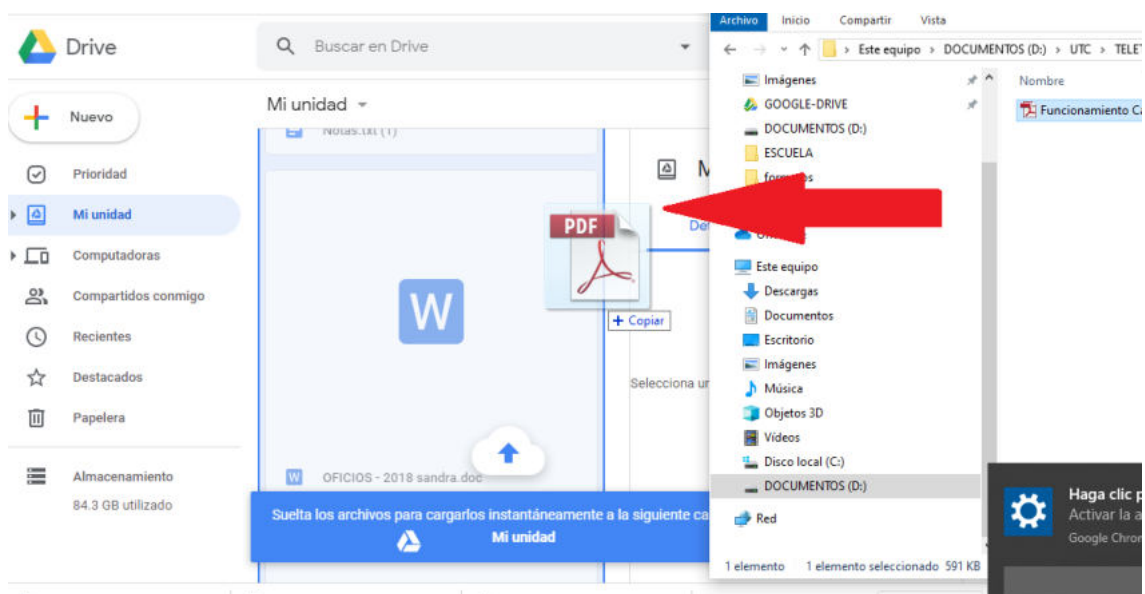 Drive
Buscar en Drive
Nuevo
Mi unidad
Prioridad
Mi unidad
Computadoras
Compartidos conmigo
Recientes
Destacados
Papelera
Almacenamiento
84.3 GB utilizado
Notas.txt (1)
W
W OFICIOS - 2018 sandra.doc
PDF
+ Copiar
Selecciona un
Suelta los archivos para cargarlos instantáneamente a la siguiente ca
Mi unidad
Archivo Inicio Compartir Vista
Este equipo > DOCUMENTOS (D:) > UTC > TELET
Imágenes
GOOGLE-DRIVE
DOCUMENTOS (D:)
ESCUELA
Este equipo
Descargas
Documentos
Escritorio
Imágenes
Música
Objetos 3D
Vídeos
Disco local (C:)
DOCUMENTOS (D:)
Red
1 elemento 1 elemento seleccionado 591 KB
Nombre
Funcionamiento Ca
Haga clic p
Activar la a
Google Chron